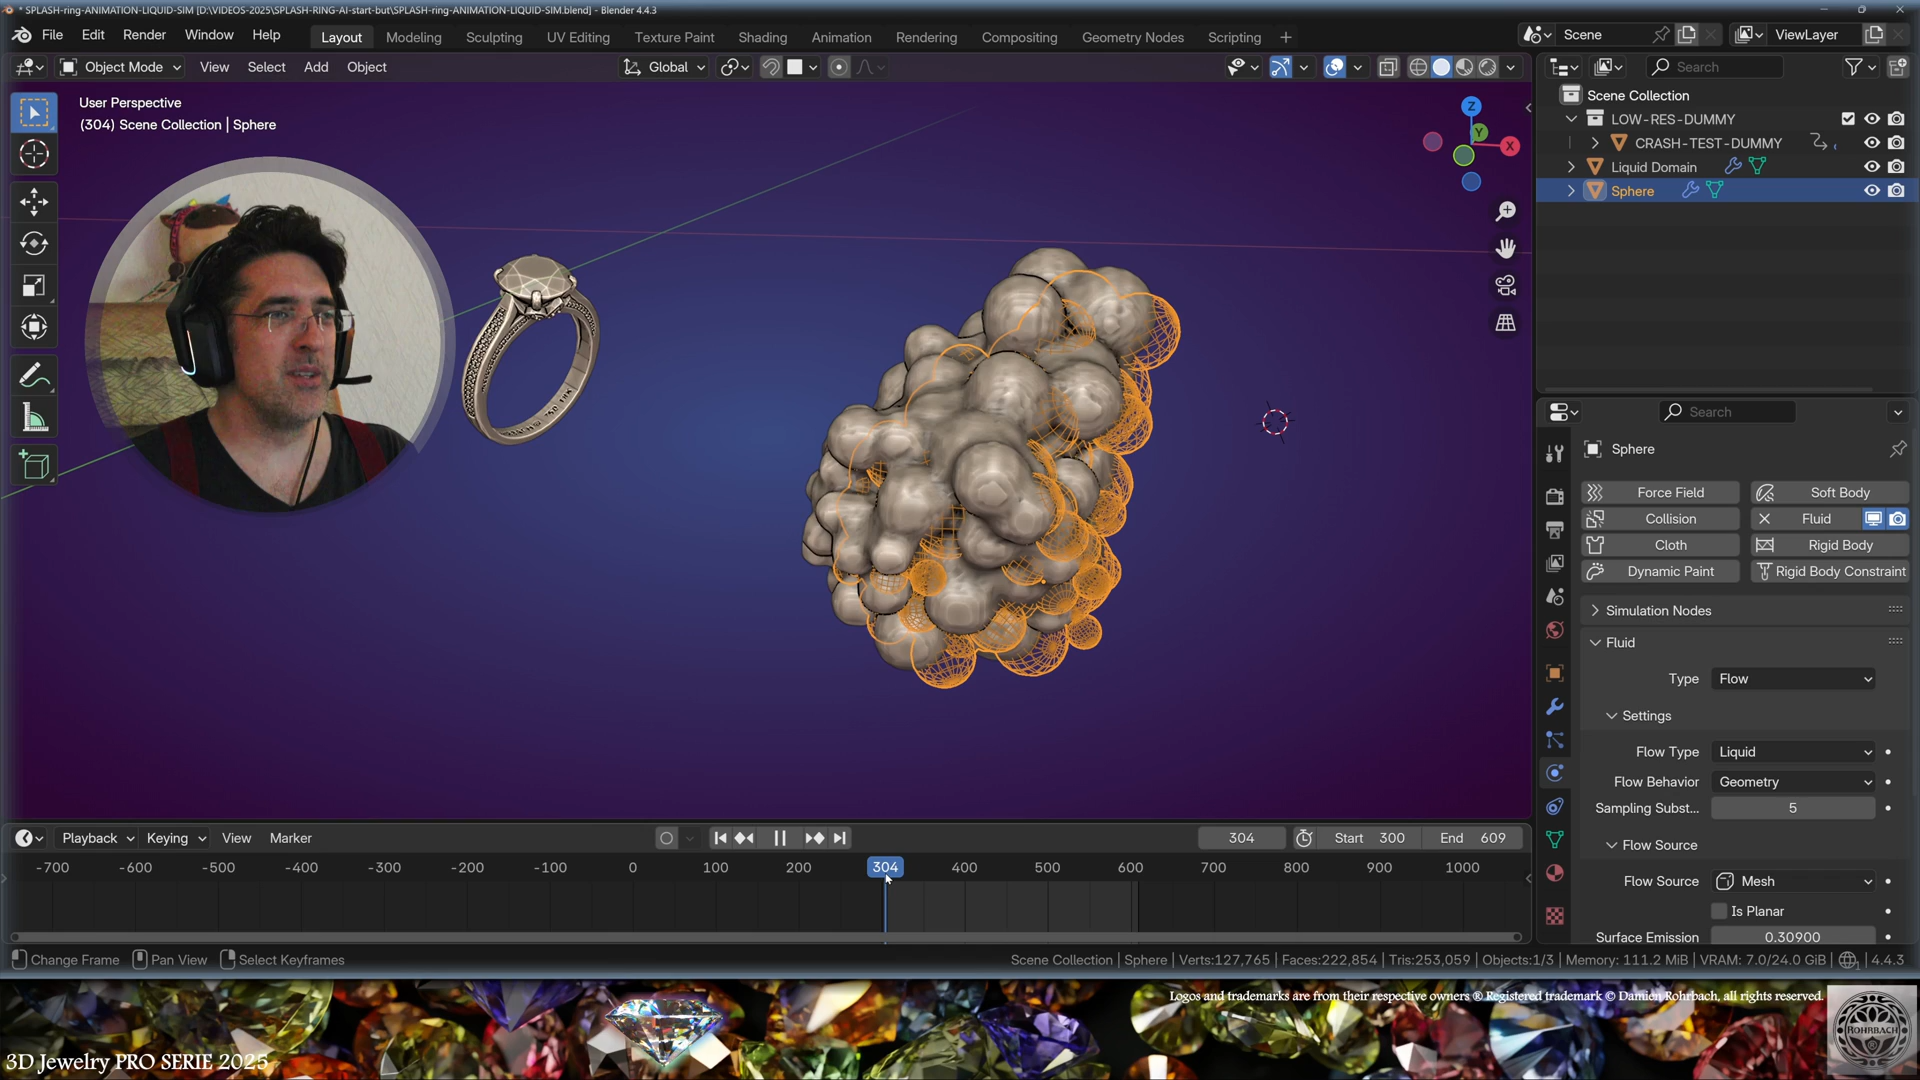 * SPLASH-ring-ANIMATION-LIQUID-SIM [D:\VIDEOS-2025\SPLASH-RING-AI-start-but\SPLASH-ring-ANIMATION-LIQUID-SIM.blend] - Blender 4.4.3
File Edit Render Window Help Layout Modeling Sculpting UV Editing Texture Paint Shading Animation Rendering Compositing Geometry Nodes Scripting + Scene ViewLayer
Object Mode View Select Add Object Global Search
User Perspective
(304) Scene Collection | Sphere
Z
Y
X
Scene Collection
LOW-RES-DUMMY
CRASH-TEST-DUMMY
Liquid Domain
Sphere
Search
Sphere
Force Field Soft Body
Collision Fluid
Cloth Rigid Body
Dynamic Paint Rigid Body Constraint
Simulation Nodes
Fluid
Type Flow
Settings
Flow Type Liquid
Flow Behavior Geometry
Sampling Subst... 5
Flow Source
Flow Source Mesh
Is Planar
Surface Emission 0.30900
Playback Keying View Marker 304 Start 300 End 609
-700 -600 -500 -400 -300 -200 -100 0 100 200 304 400 500 600 700 800 900 1000
Change Frame Pan View Select Keyframes Scene Collection | Sphere | Verts:127,765 | Faces:222,854 | Tris:253,059 | Objects:1/3 | Memory: 111.2 MiB | VRAM: 7.0/24.0 GiB | 4.4.3
Logos and trademarks are from their respective owners ® Registered trademark © Damien Rohrbach, all rights reserved.
ROHRBACH
3D Jewelry PRO SERIE 2025